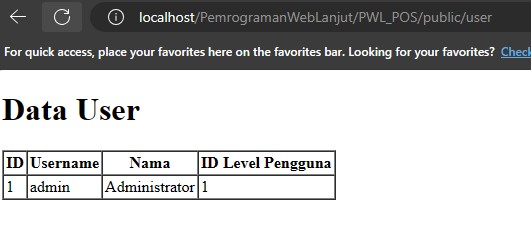 localhost/PemrogramanWebLanjut/PWL_POS/public/user
For quick access, place your favorites here on the favorites bar. Looking for your favorites? Check
Data User
ID Username Nama ID Level Pengguna
1 admin Administrator 1